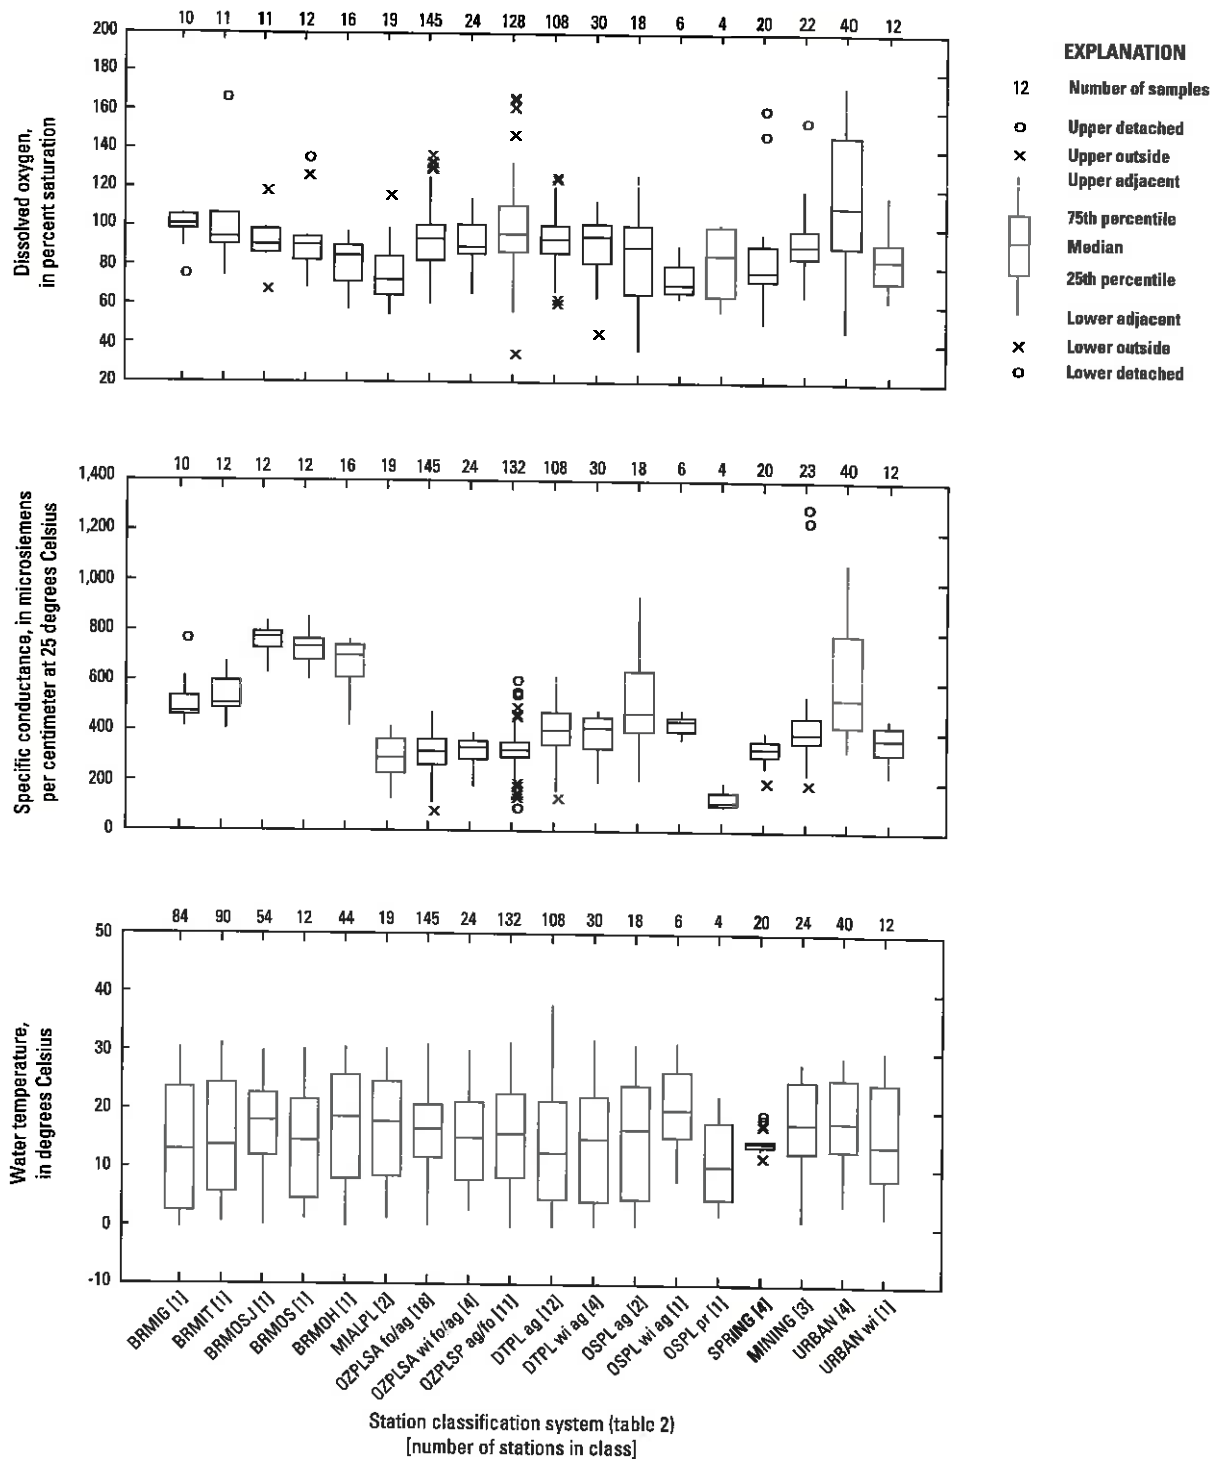 10 11 11 12 16 19 145 24 128 108 30 18 6 4 20 22 40 12
200
180
160
140
120
100
80
60
40
20
Dissolved oxygen,
in percent saturation
EXPLANATION
12 Number of samples
o Upper detached
x Upper outside
Upper adjacent
75th percentile
Median
25th percentile
Lower adjacent
x Lower outside
o Lower detached
10 12 12 12 16 19 145 24 132 108 30 18 6 4 20 23 40 12
1,400
1,200
1,000
800
600
400
200
0
Specific conductance, in microsiemens
per centimeter at 25 degrees Celsius
84 90 54 12 44 19 145 24 132 108 30 18 6 4 20 24 40 12
50
40
30
20
10
0
-10
Water temperature,
in degrees Celsius
BRMIG [1]
BRMIT [1]
BRMOSJ [1]
BRMOS [1]
BRMOH [1]
MIALPL [2]
OZPLSA fo/ag [18]
OZPLSA wi fo/ag [4]
OZPLSP ag/fo [11]
DTPL ag [12]
DTPL wi ag [4]
OSPL ag [2]
OSPL wi ag [1]
OSPL pr [1]
SPRING [4]
MINING [3]
URBAN [4]
URBAN wi [1]
Station classification system (table 2)
[number of stations in class]